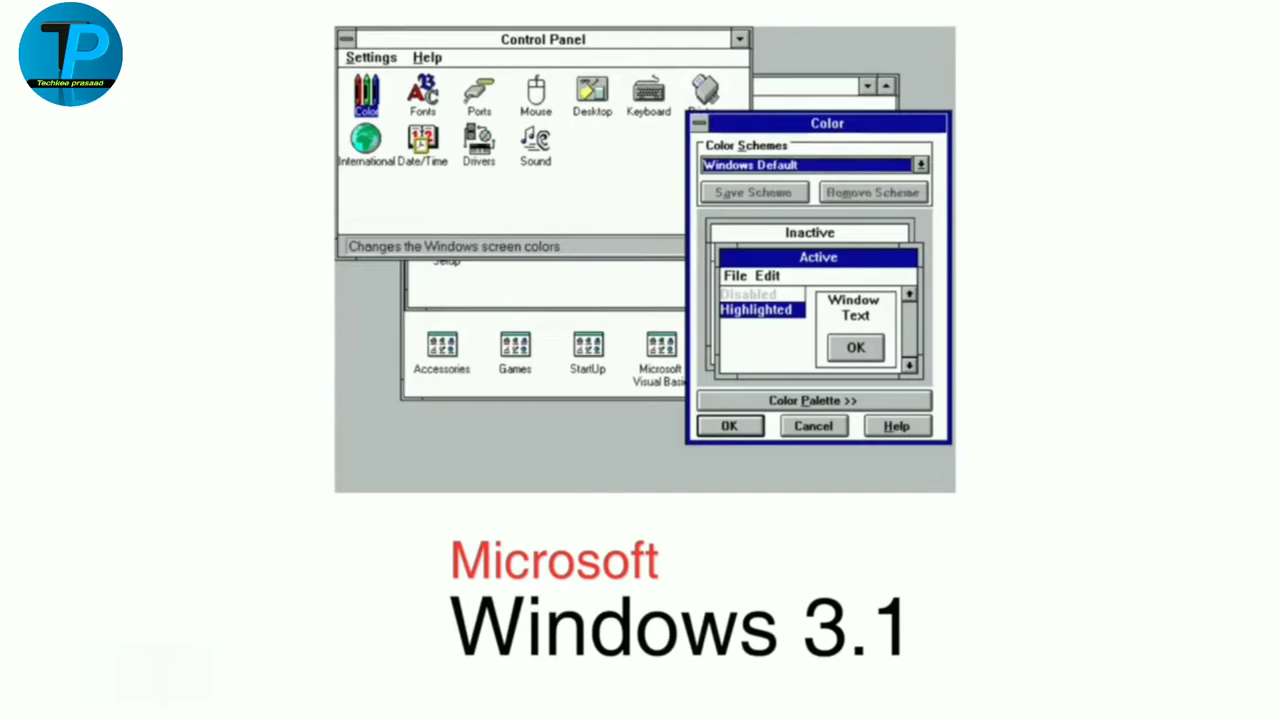 TP
Techkee prasaad
Control Panel
Settings Help
Color Fonts Ports Mouse Desktop Keyboard
International Date/Time Drivers Sound
Changes the Windows screen colors
Setup
Accessories Games StartUp Microsoft
Visual Basi
Color
Color Schemes
Windows Default
Save Scheme Remove Scheme
Inactive
Active
File Edit
Disabled
Highlighted
Window
Text
OK
Color Palette >>
OK Cancel Help
Microsoft
Windows 3.1